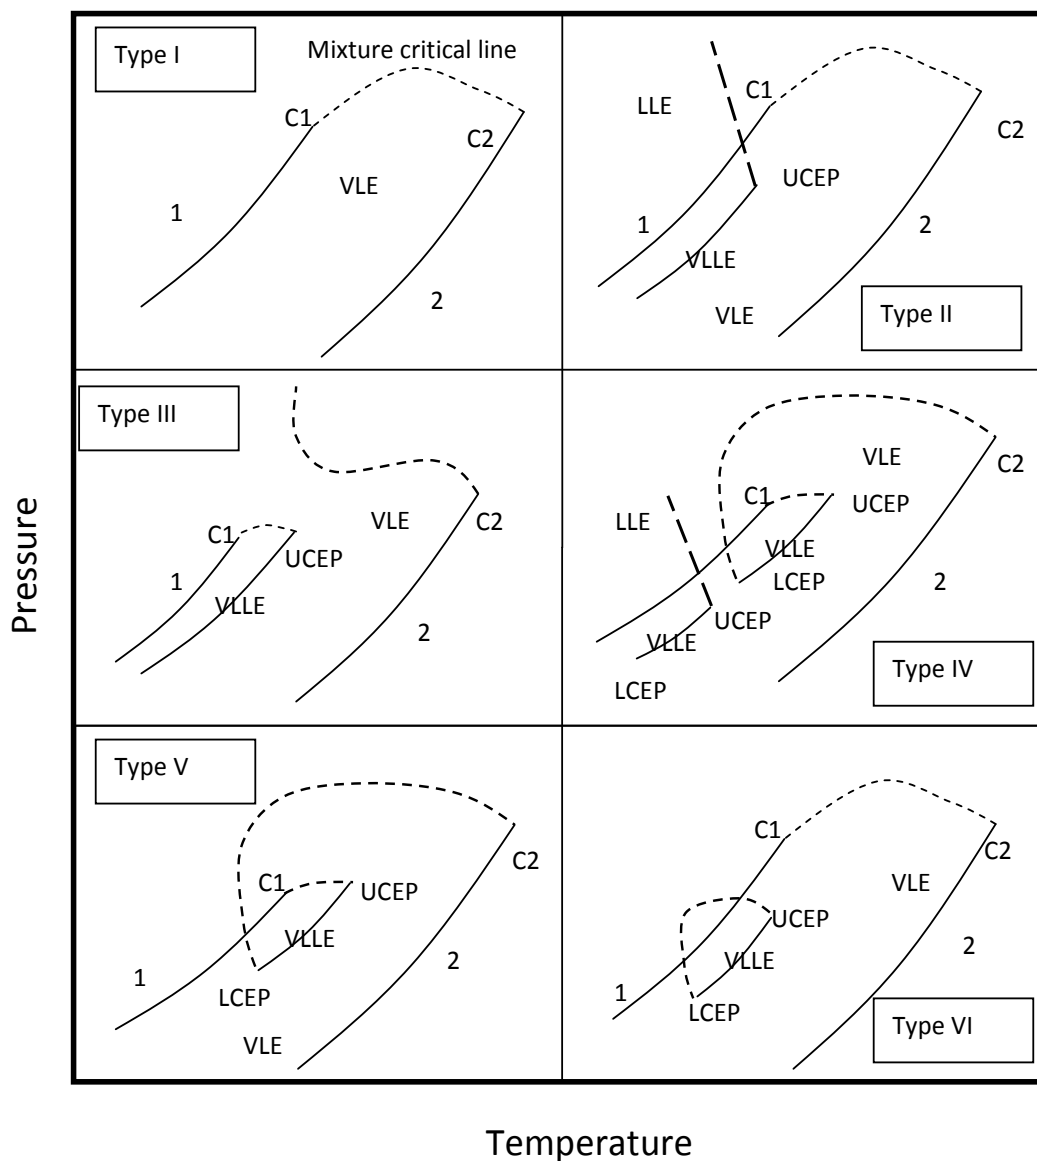 Pressure
Type I
Mixture critical line
C1
C2
VLE
1
2
LLE
C1
C2
UCEP
1
2
VLLE
VLE
Type II
Type III
VLE
C1
C2
UCEP
1
VLLE
2
VLE
C2
C1
UCEP
LLE
VLLE
LCEP
2
UCEP
VLLE
LCEP
Type IV
Type V
C2
C1
UCEP
VLLE
2
1
LCEP
VLE
C1
C2
VLE
UCEP
2
VLLE
1
LCEP
Type VI
Temperature